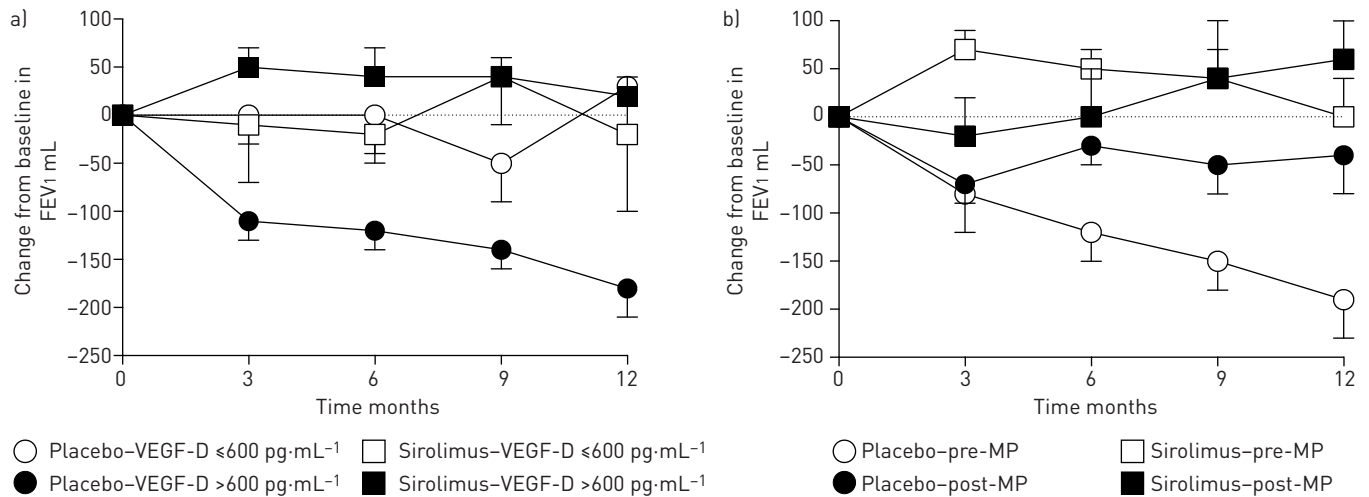 a)
Change from baseline in
FEV1 mL
100
50
0
–50
–100
–150
–200
–250
0
3
6
9
12
Time months
Placebo–VEGF-D ≤600 pg·mL–1
Sirolimus–VEGF-D ≤600 pg·mL–1
Placebo–VEGF-D >600 pg·mL–1
Sirolimus–VEGF-D >600 pg·mL–1
b)
Change from baseline in
FEV1 mL
100
50
0
–50
–100
–150
–200
–250
0
3
6
9
12
Time months
Placebo–pre-MP
Sirolimus–pre-MP
Placebo–post-MP
Sirolimus–post-MP